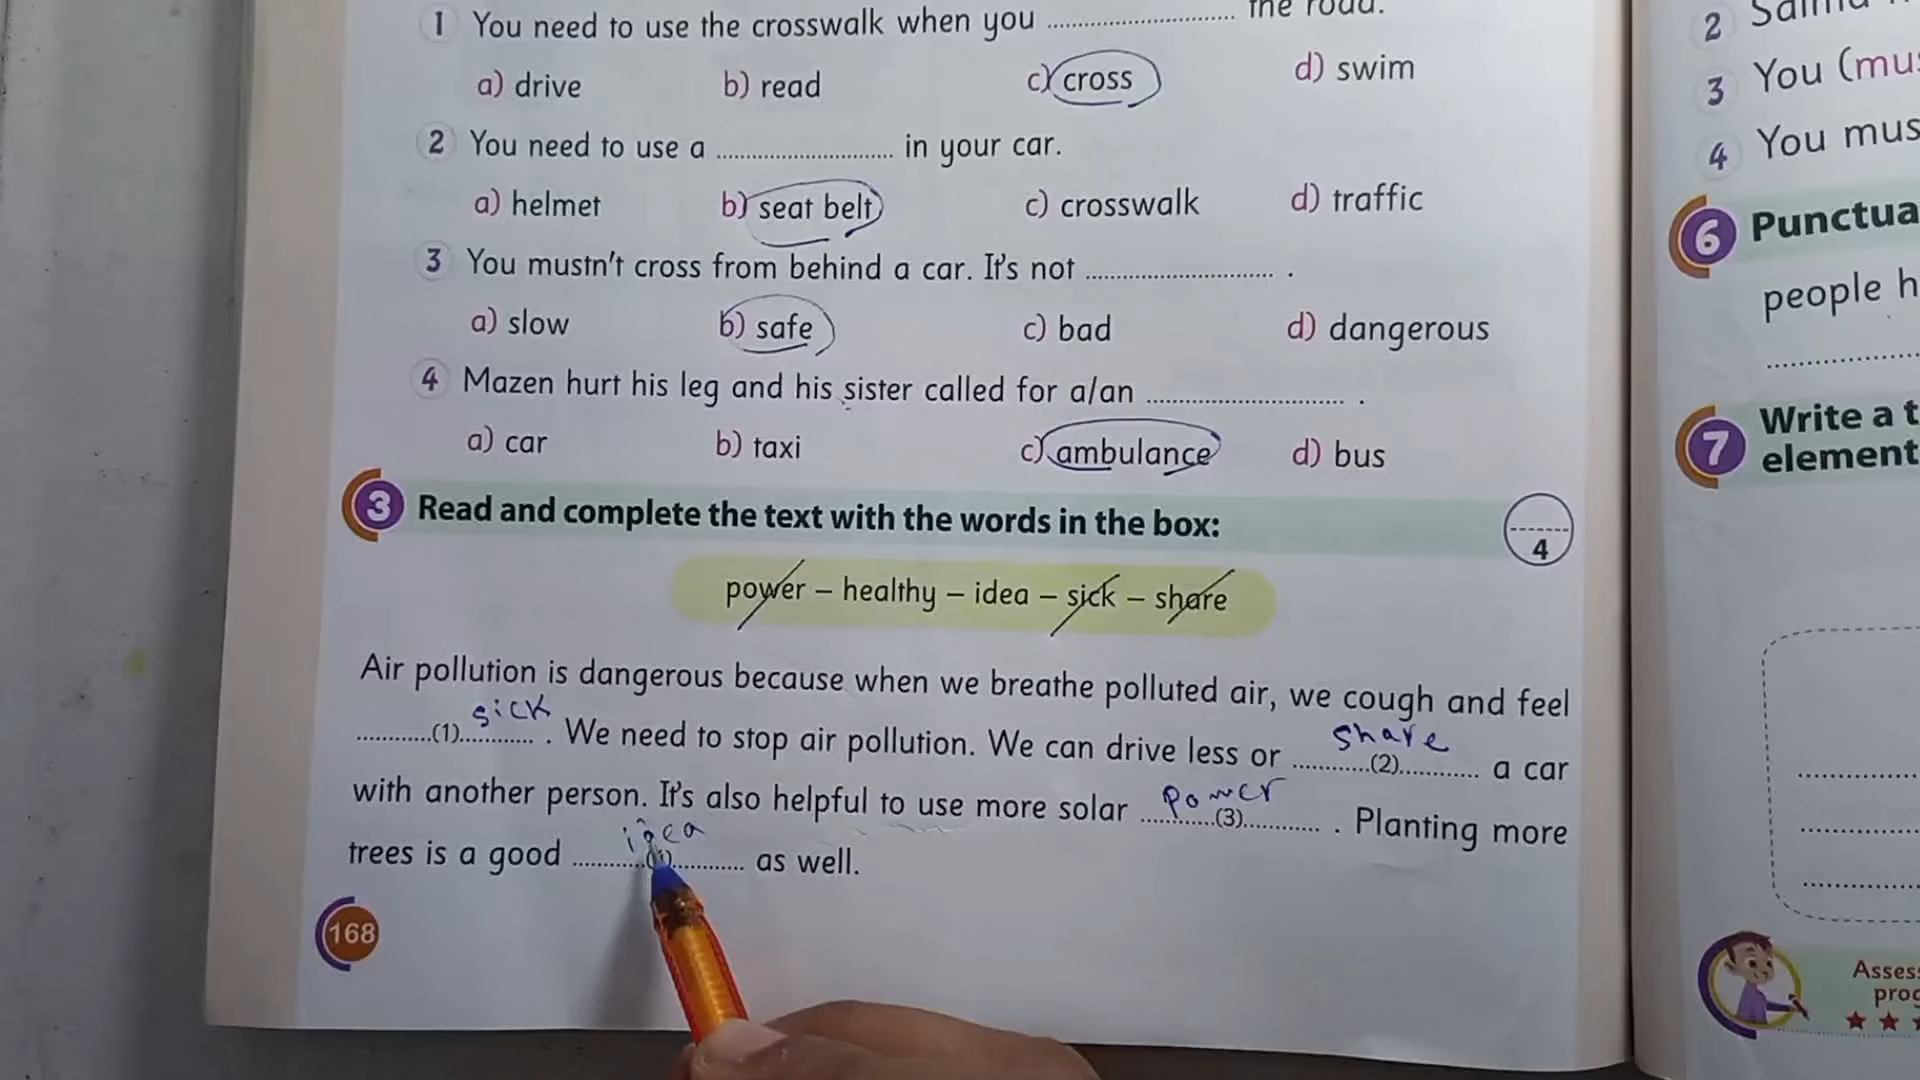 1 You need to use the crosswalk when you .......................... the road.
a) drive b) read c) cross d) swim
2 You need to use a .......................... in your car.
a) helmet b) seat belt c) crosswalk d) traffic
3 You mustn't cross from behind a car. It's not .......................... .
a) slow b) safe c) bad d) dangerous
4 Mazen hurt his leg and his sister called for a/an .......................... .
a) car b) taxi c) ambulance d) bus
3 Read and complete the text with the words in the box:
4
power – healthy – idea – sick – share
Air pollution is dangerous because when we breathe polluted air, we cough and feel
............(1)............ sick . We need to stop air pollution. We can drive less or ............(2)............ share a car
with another person. It's also helpful to use more solar ............(3)............ power . Planting more
trees is a good ........................ idea as well.
168
2
3 You
4 You
6
people
7 Write a